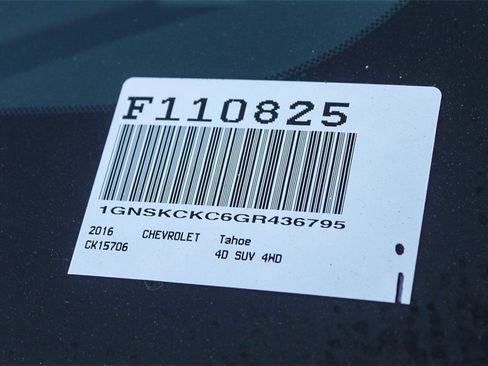 F110825
1GNSKCKC6GR436795
2016 CHEVROLET Tahoe
CK15706 4D SUV 4WD